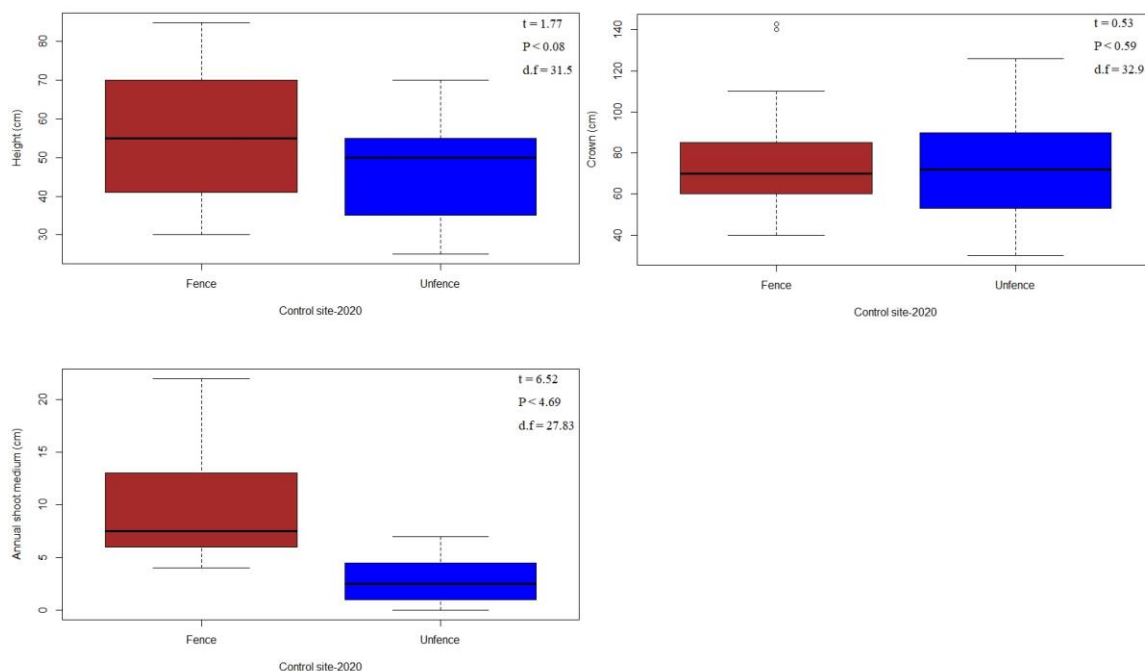 Height (cm)
80
70
60
50
40
30
t = 1.77
P < 0.08
d.f = 31.5
Fence
Unfence
Control site-2020
Crown (cm)
140
120
100
80
60
40
t = 0.53
P < 0.59
d.f = 32.9
Fence
Unfence
Control site-2020
Annual shoot medium (cm)
20
15
10
5
0
t = 6.52
P < 4.69
d.f = 27.83
Fence
Unfence
Control site-2020